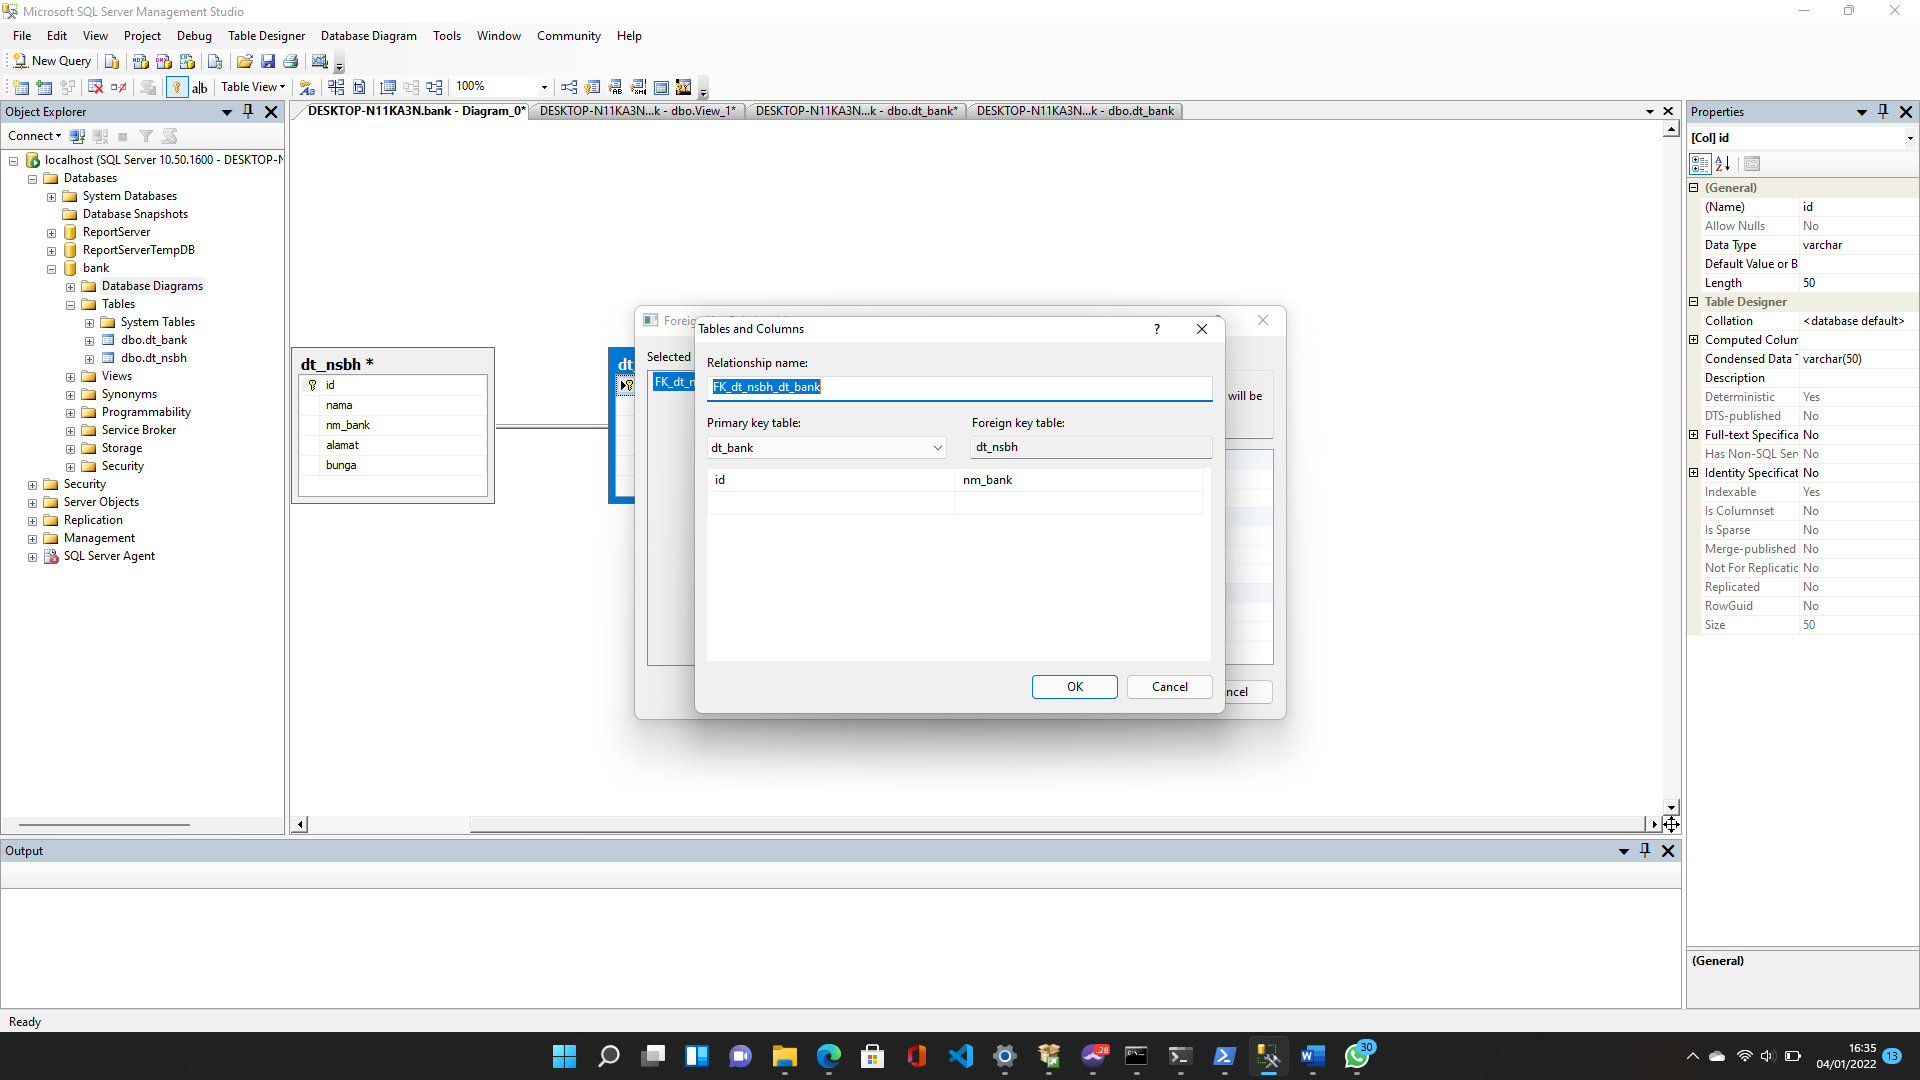 Microsoft SQL Server Management Studio
File Edit View Project Debug Table Designer Database Diagram Tools Window Community Help
New Query
alb Table View 100%
Object Explorer
DESKTOP-N11KA3N.bank - Diagram_0* DESKTOP-N11KA3N...k - dbo.View_1* DESKTOP-N11KA3N...k - dbo.dt_bank* DESKTOP-N11KA3N...k - dbo.dt_bank
Connect
localhost (SQL Server 10.50.1600 - DESKTOP-N
Databases
System Databases
Database Snapshots
ReportServer
ReportServerTempDB
bank
Database Diagrams
Tables
System Tables
dbo.dt_bank
dbo.dt_nsbh
Views
Synonyms
Programmability
Service Broker
Storage
Security
Security
Server Objects
Replication
Management
SQL Server Agent
dt_nsbh *
id
nama
nm_bank
alamat
bunga
dt_
Foreig
Selected
FK_dt_n
will be
ncel
Tables and Columns
?
Relationship name:
FK_dt_nsbh_dt_bank
Primary key table: Foreign key table:
dt_bank dt_nsbh
id nm_bank
OK Cancel
Properties
[Col] id
(General)
(Name) id
Allow Nulls No
Data Type varchar
Default Value or B
Length 50
Table Designer
Collation <database default>
Computed Colum
Condensed Data T varchar(50)
Description
Deterministic Yes
DTS-published No
Full-text Specifica No
Has Non-SQL Ser No
Identity Specificat No
Indexable Yes
Is Columnset No
Is Sparse No
Merge-published No
Not For Replicatic No
Replicated No
RowGuid No
Size 50
(General)
Output
Ready
28
30
16:35
04/01/2022
13